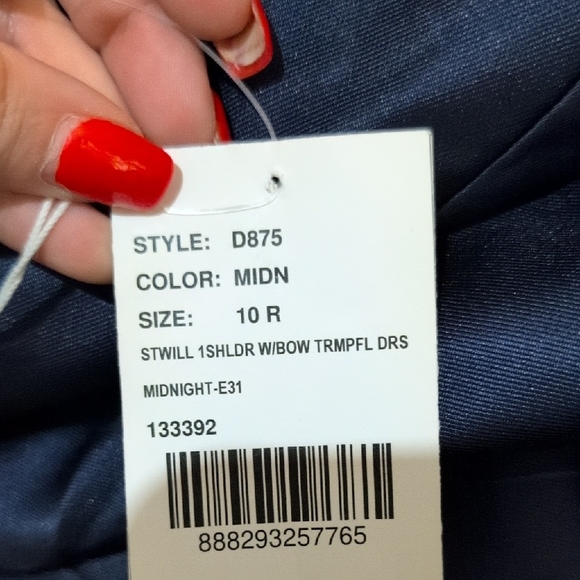 STYLE: D875
COLOR: MIDN
SIZE: 10 R
STWILL 1SHLDR W/BOW TRMPFL DRS
MIDNIGHT-E31
133392
888293257765